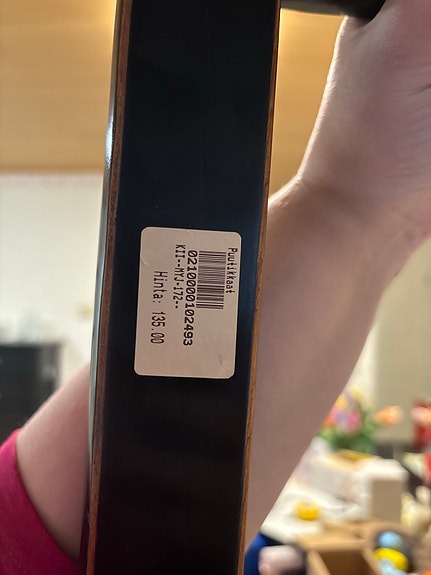 Puutikkaat
0210000102493
KII--MYJ-172--
Hinta: 135.00